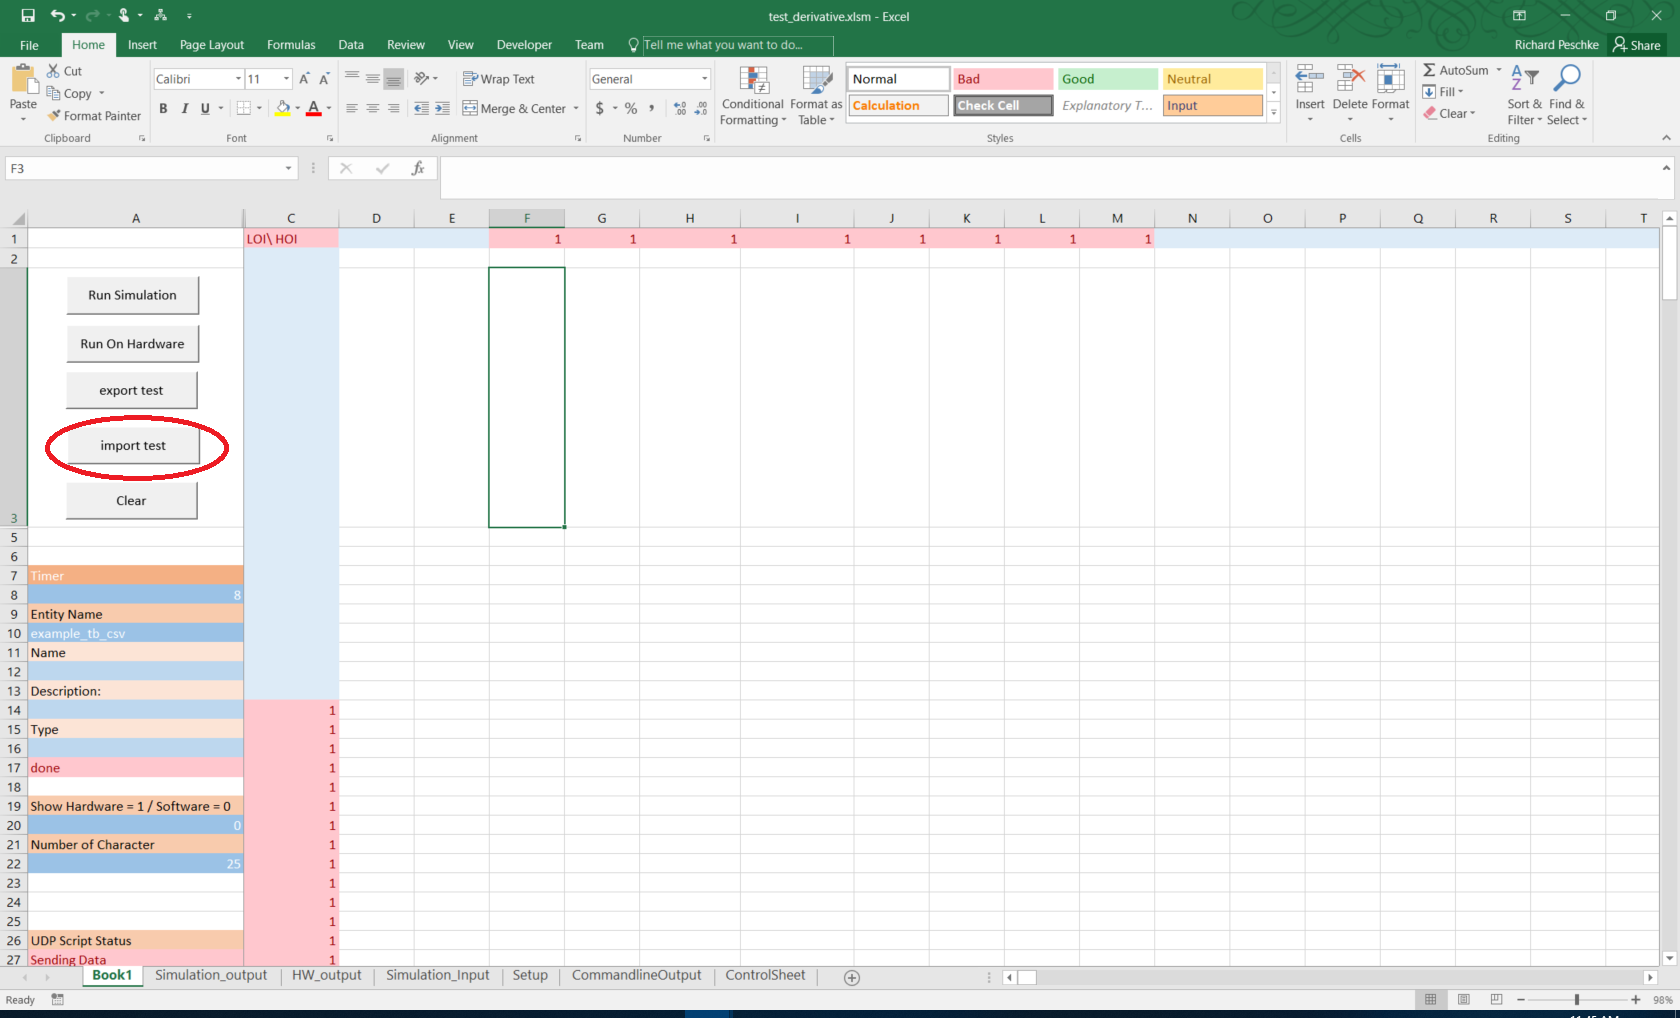 test_derivative.xlsm - Excel
File Home Insert Page Layout Formulas Data Review View Developer Team Tell me what you want to do... Richard Peschke Share
Paste
Cut
Copy
Format Painter
Clipboard
Calibri 11
B I U
Font
Wrap Text
Merge & Center
Alignment
General
$ % ,
Number
Conditional Formatting
Format as Table
Normal Bad Good Neutral
Calculation Check Cell Explanatory T... Input
Styles
Insert Delete Format
Cells
AutoSum
Fill
Clear
Sort & Filter
Find & Select
Editing
F3
fx
A C D E F G H I J K L M N O P Q R S T
1 LOI\ HOI 1 1 1 1 1 1 1 1
2
Run Simulation
Run On Hardware
export test
import test
Clear
3
5
6
7 Timer
8 8
9 Entity Name
10 example_tb_csv
11 Name
12
13 Description:
14 1
15 Type 1
16 1
17 done 1
18 1
19 Show Hardware = 1 / Software = 0 1
20 0 1
21 Number of Character 1
22 25 1
23 1
24 1
25 1
26 UDP Script Status 1
27 Sending Data 1
Book1 Simulation_output HW_output Simulation_Input Setup CommandlineOutput ControlSheet
Ready 98%